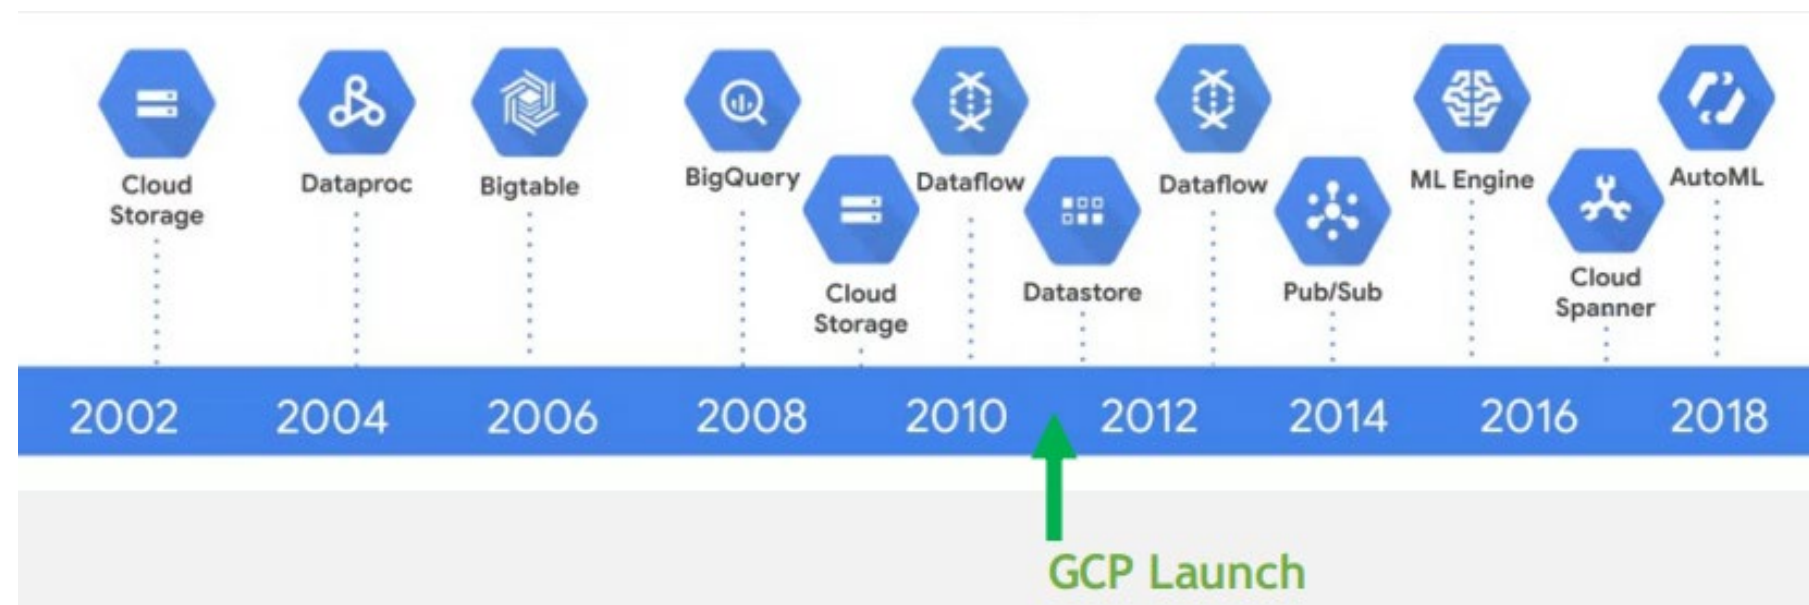 Cloud
Storage
Dataproc
Bigtable
BigQuery
Cloud
Storage
Dataflow
Datastore
Dataflow
Pub/Sub
ML Engine
Cloud
Spanner
AutoML
2002 2004 2006 2008 2010 2012 2014 2016 2018
GCP Launch